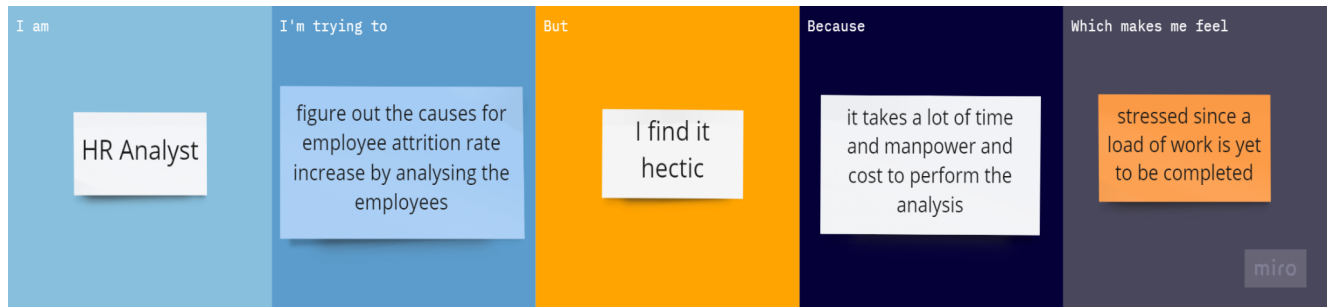 I am
HR Analyst
I'm trying to
figure out the causes for
employee attrition rate
increase by analysing the
employees
But
I find it
hectic
Because
it takes a lot of time
and manpower and
cost to perform the
analysis
Which makes me feel
stressed since a
load of work is yet
to be completed
miro